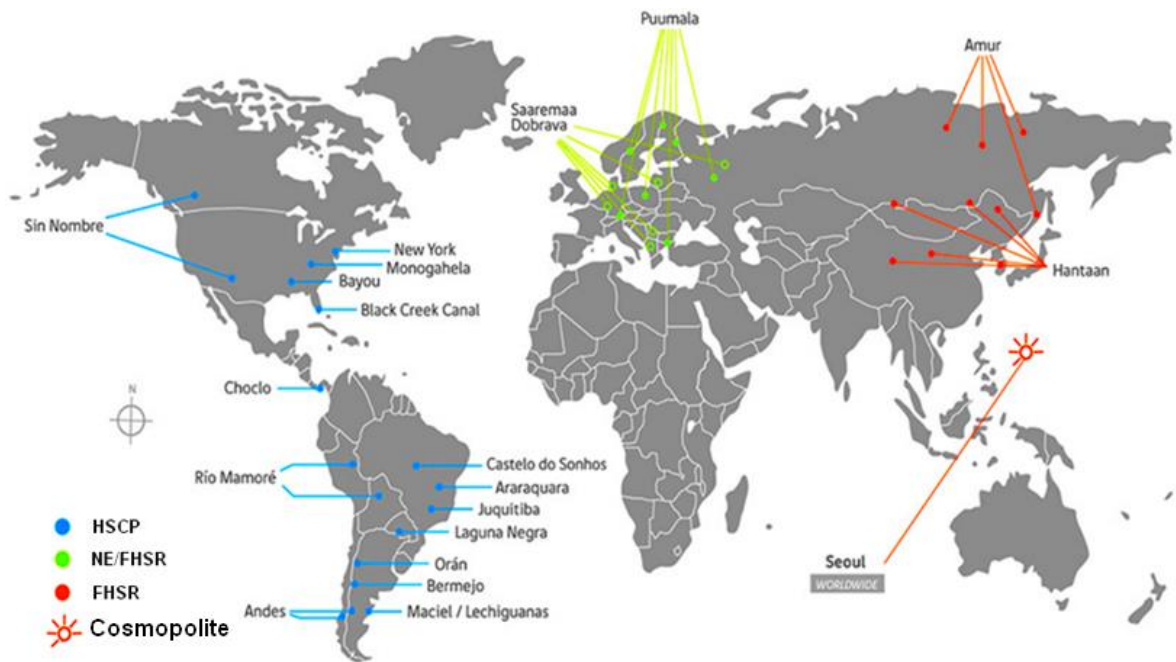 Puumala
Amur
Saaremaa
Dobrava
Sin Nombre
New York
Monogahela
Bayou
Black Creek Canal
Hantaan
Choclo
N
Río Mamoré
Castelo do Sonhos
Araraquara
Juquitiba
Laguna Negra
Orán
Bermejo
Andes
Maciel / Lechiguanas
Seoul
WORLDWIDE
HSCP
NE/FHSR
FHSR
Cosmopolite